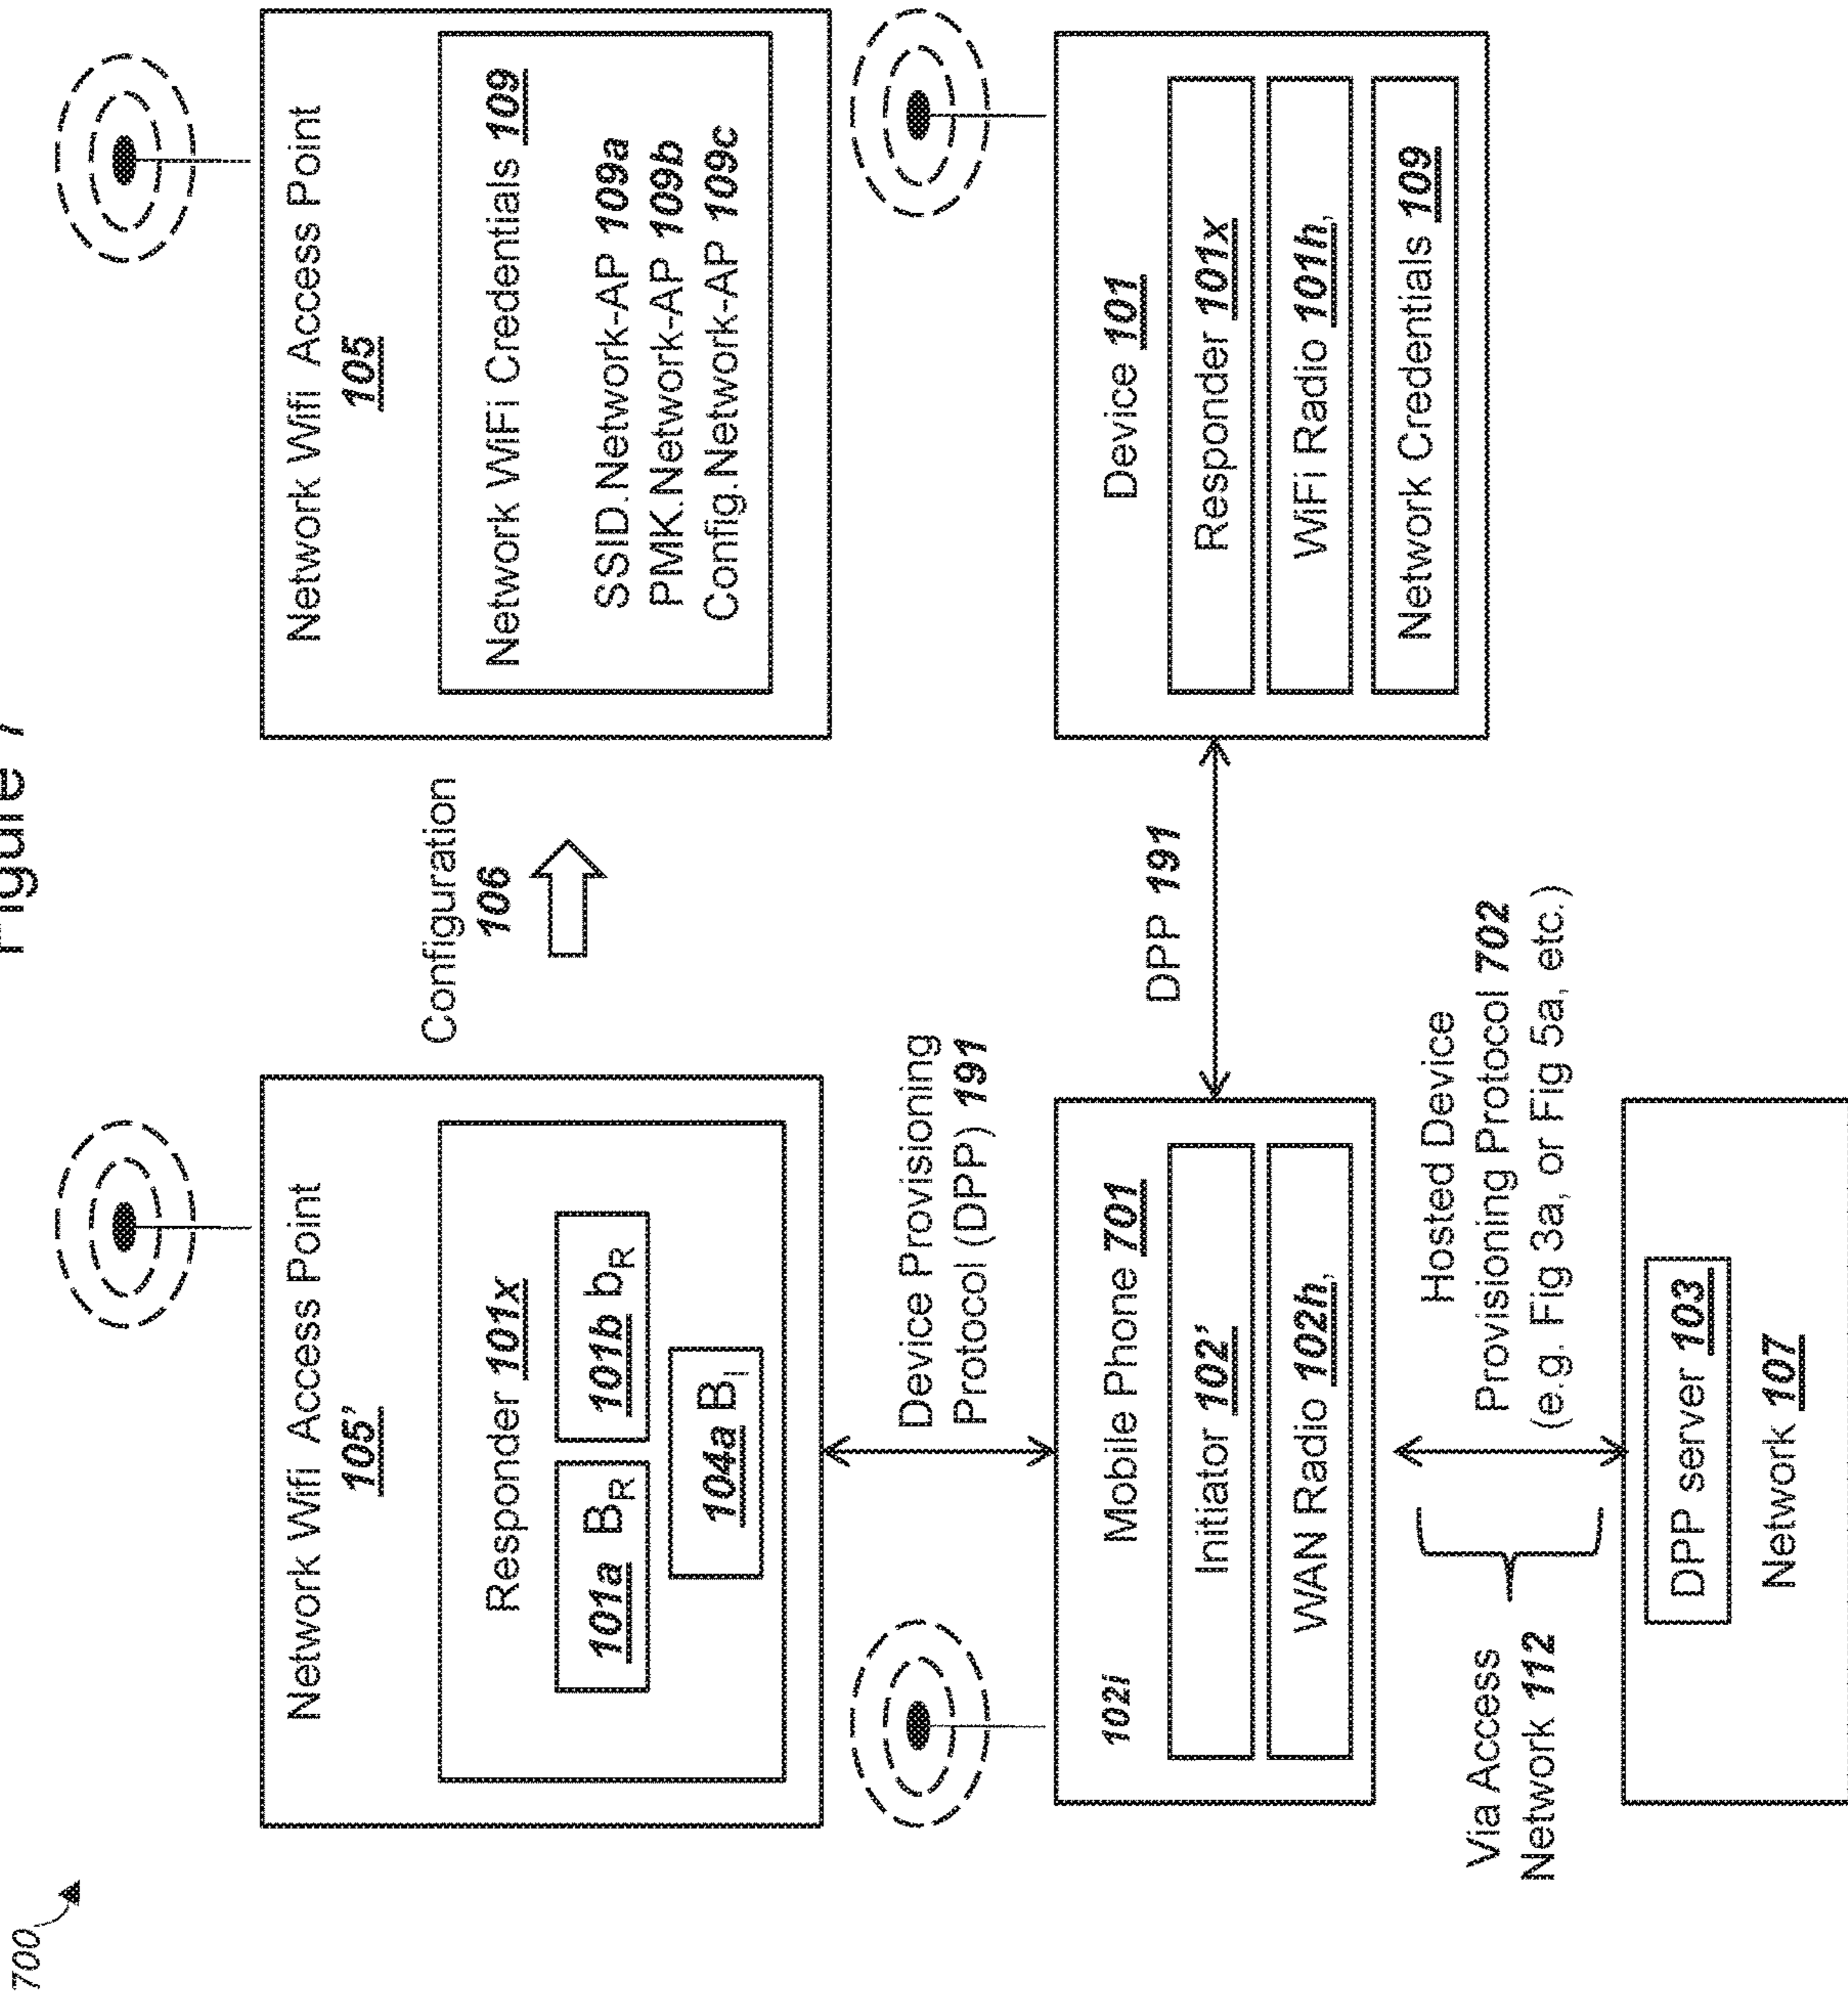 Figure 7
700
Network Wifi Access Point
105'
Responder 101x
101a BR
101b bR
104a Bi
Configuration
106
Network Wifi Access Point
105
Network WiFi Credentials 109
SSID.Network-AP 109a
PMK.Network-AP 109b
Config.Network-AP 109c
Device Provisioning
Protocol (DPP) 191
102i
Mobile Phone 701
Initiator 102'
WAN Radio 102h,
DPP 191
Device 101
Responder 101x
WiFi Radio 101h,
Network Credentials 109
Via Access
Network 112
Hosted Device
Provisioning Protocol 702
(e.g. Fig 3a, or Fig 5a, etc.)
DPP server 103
Network 107